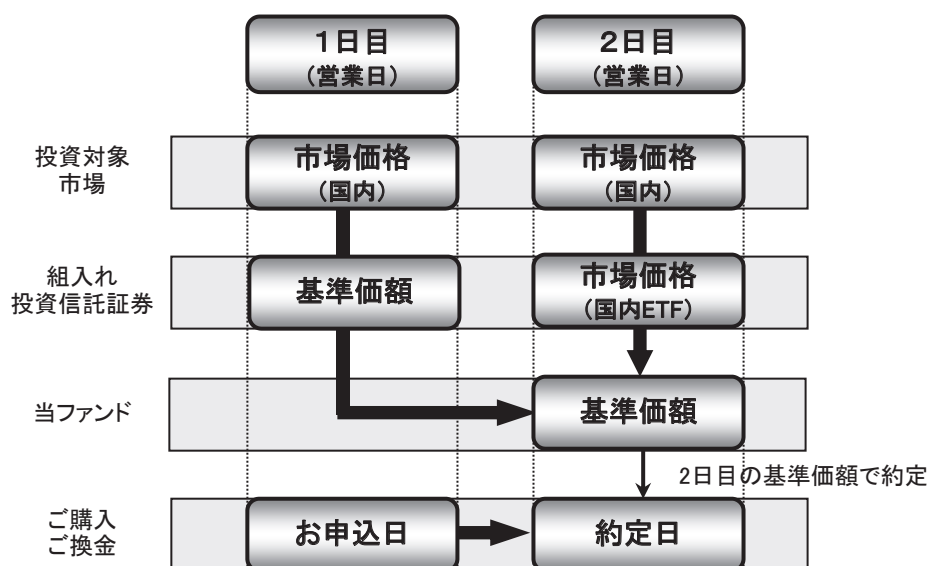 1日目
（営業日）
2日目
（営業日）
投資対象
市場
市場価格
（国内）
市場価格
（国内）
組入れ
投資信託証券
基準価額
市場価格
（国内ETF）
当ファンド
基準価額
2日目の基準価額で約定
ご購入
ご換金
お申込日
約定日